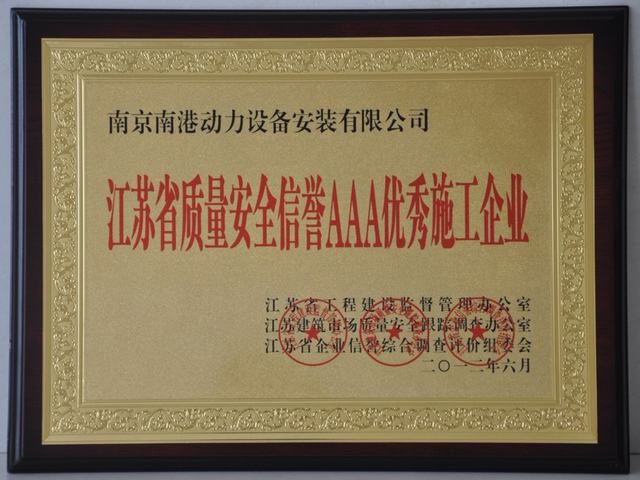 南京南港动力设备安装有限公司
江苏省质量安全信誉AAA优秀施工企业
江苏省工程建设监督管理办公室
江苏建筑市场质量安全跟踪调查办公室
江苏省企业信誉综合调查评价组委会
二〇一二年六月